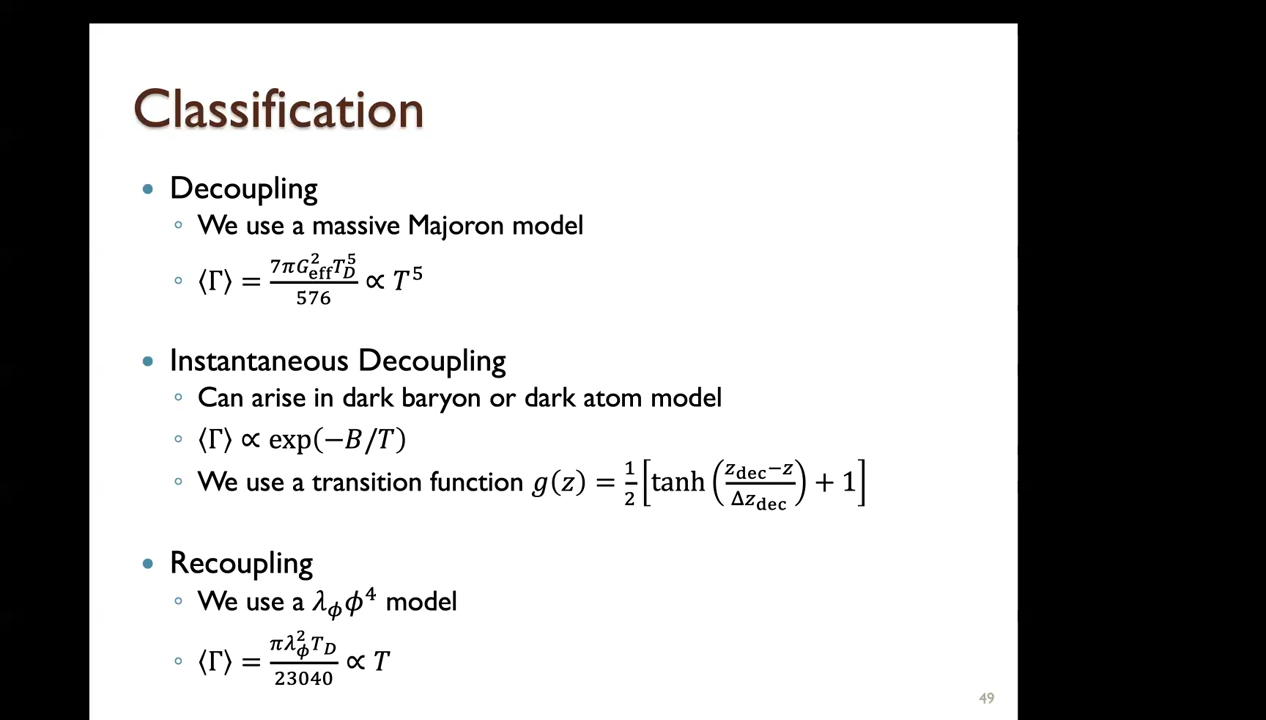 Classification
• Decoupling
◦ We use a massive Majoron model
◦ ⟨Γ⟩ = 7πG²_eff T_D⁵ / 576 ∝ T⁵
• Instantaneous Decoupling
◦ Can arise in dark baryon or dark atom model
◦ ⟨Γ⟩ ∝ exp(−B/T)
◦ We use a transition function g(z) = 1/2 [tanh((z_dec−z)/Δz_dec) + 1]
• Recoupling
◦ We use a λ_ϕϕ⁴ model
◦ ⟨Γ⟩ = πλ_ϕ²T_D / 23040 ∝ T
49